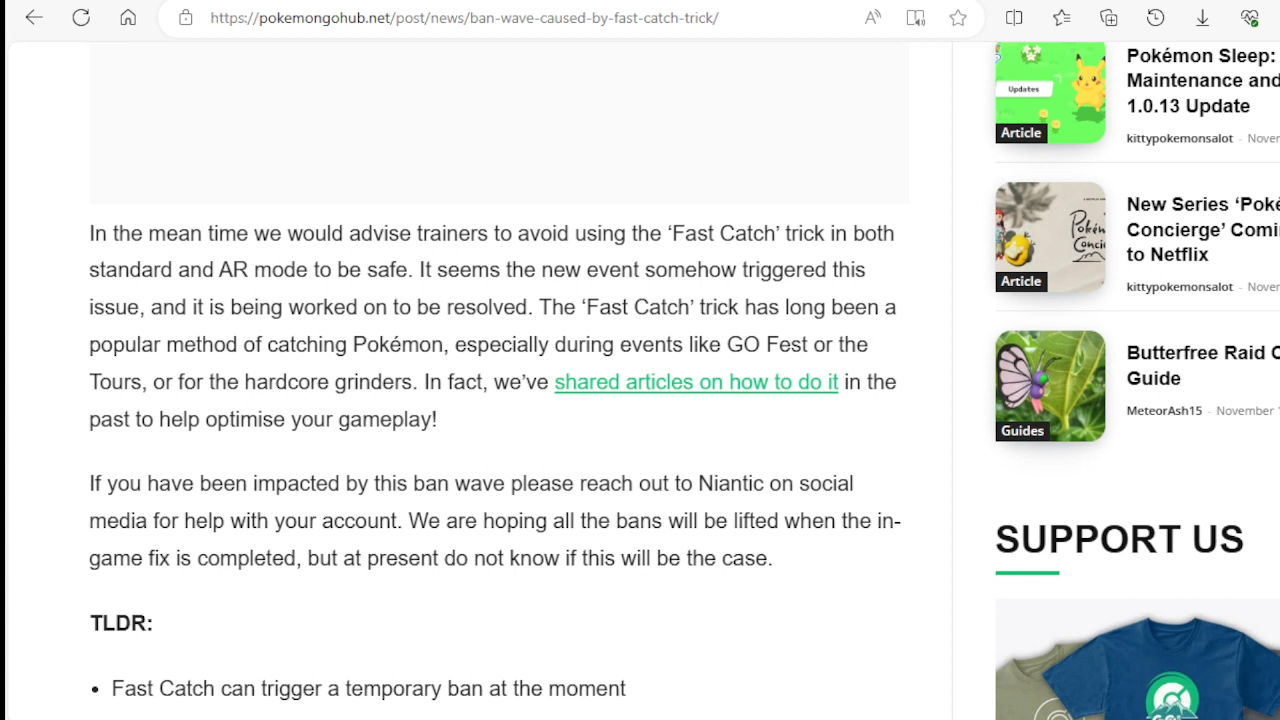 https://pokemongohub.net/post/news/ban-wave-caused-by-fast-catch-trick/
In the mean time we would advise trainers to avoid using the ‘Fast Catch’ trick in both
standard and AR mode to be safe. It seems the new event somehow triggered this
issue, and it is being worked on to be resolved. The ‘Fast Catch’ trick has long been a
popular method of catching Pokémon, especially during events like GO Fest or the
Tours, or for the hardcore grinders. In fact, we’ve shared articles on how to do it in the
past to help optimise your gameplay!
If you have been impacted by this ban wave please reach out to Niantic on social
media for help with your account. We are hoping all the bans will be lifted when the in-
game fix is completed, but at present do not know if this will be the case.
TLDR:
• Fast Catch can trigger a temporary ban at the moment
Updates
Article
Pokémon Sleep:
Maintenance and
1.0.13 Update
kittypokemonsalot - Nover
Article
New Series ‘Poké
Concierge’ Comi
to Netflix
kittypokemonsalot - Nover
Guides
Butterfree Raid
Guide
MeteorAsh15 - November 1
SUPPORT US